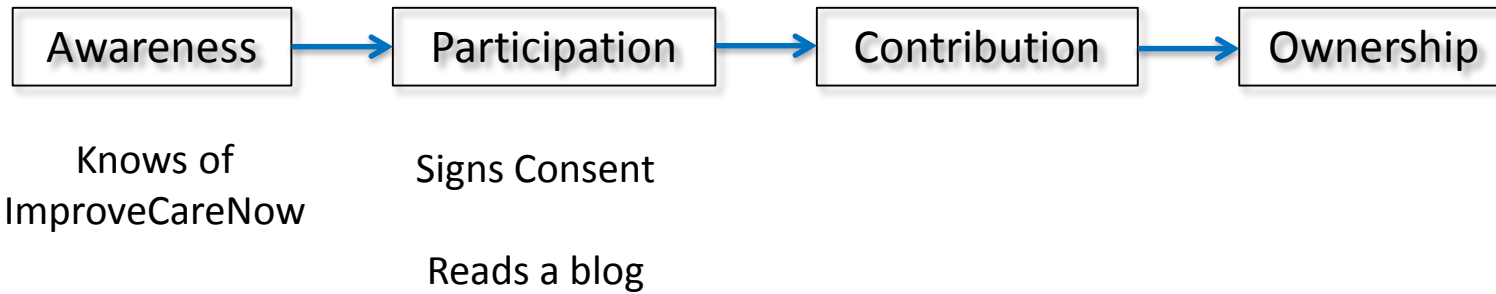 Awareness
Participation
Contribution
Ownership
Knows of
ImproveCareNow
Signs Consent
Reads a blog